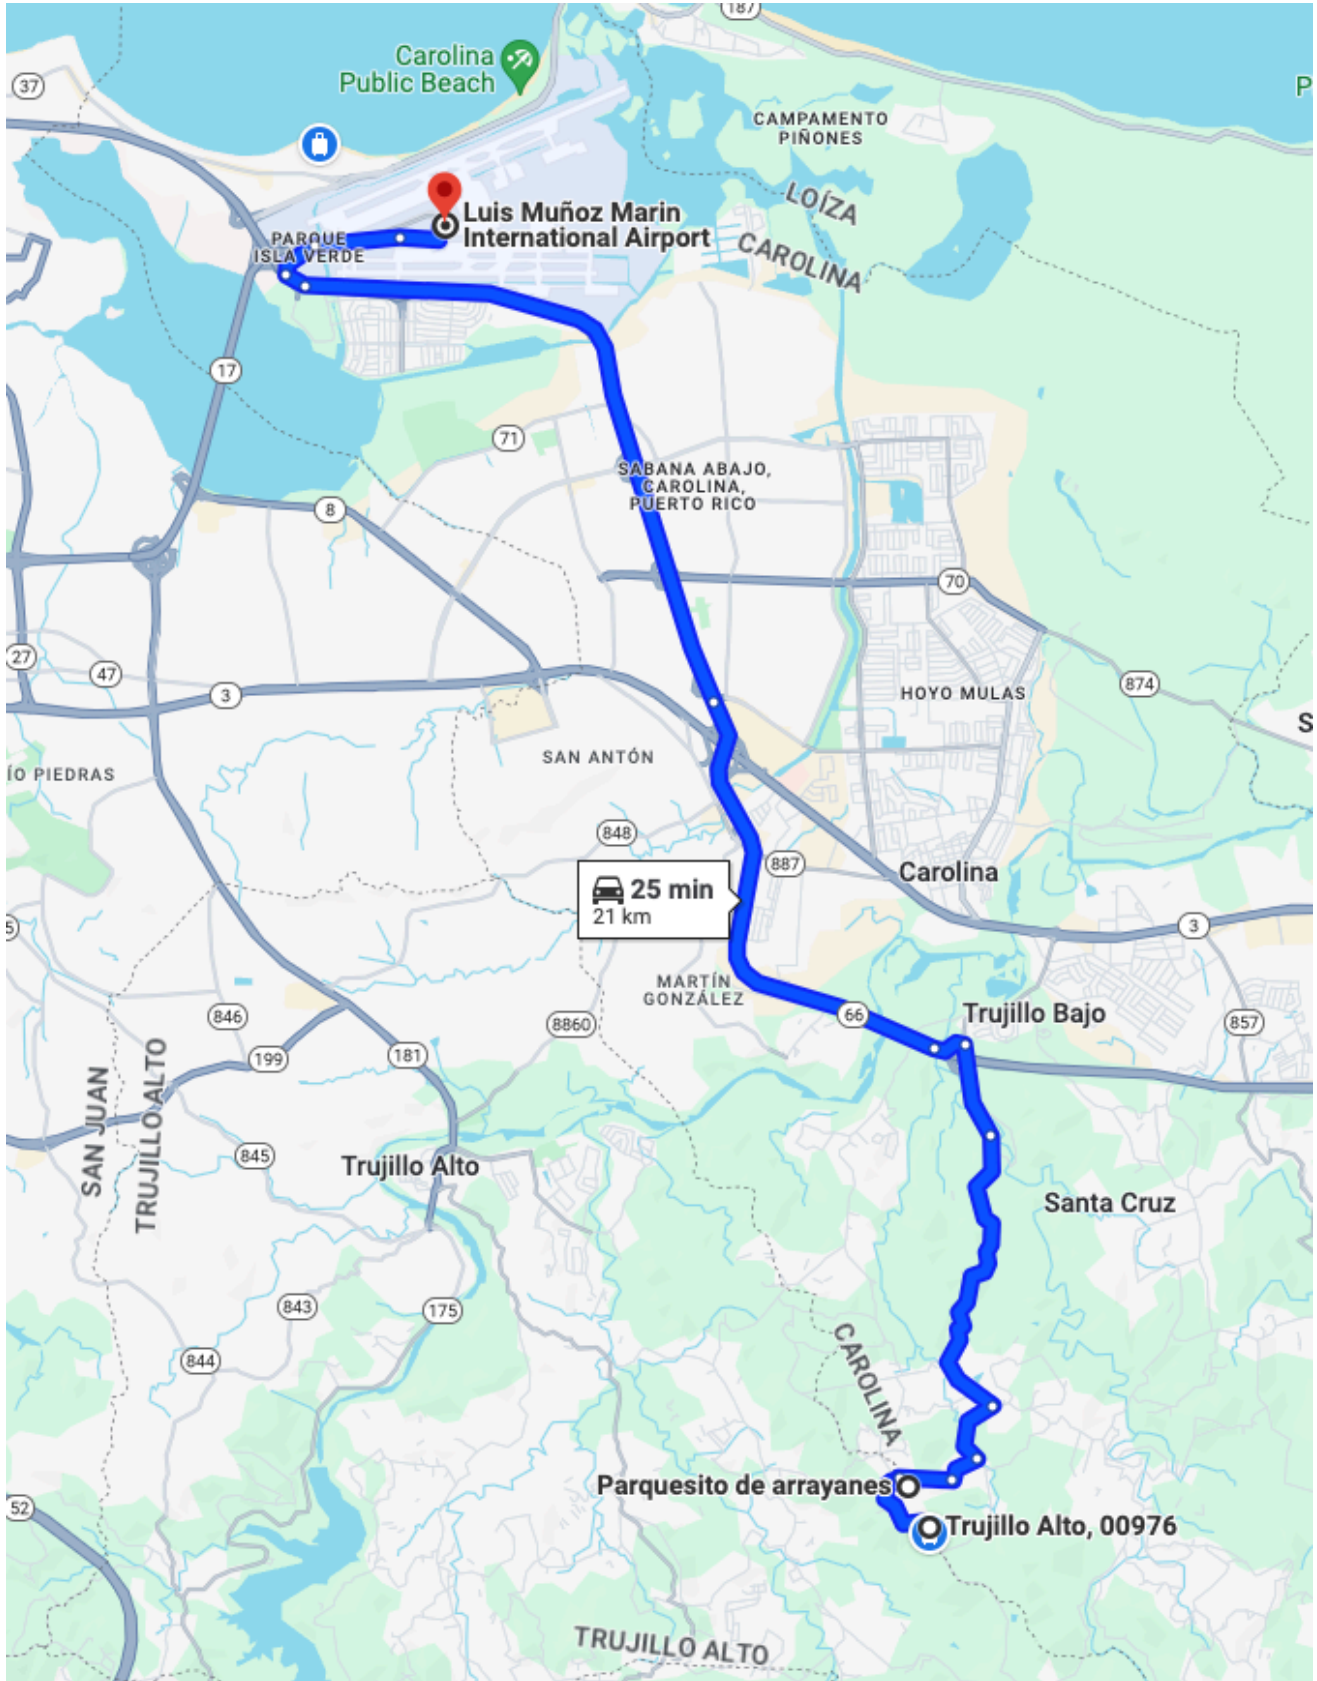 187
Carolina
Public Beach
P
37
CAMPAMENTO
PIÑONES
LOÍZA
CAROLINA
Luis Muñoz Marin
International Airport
PARQUE
ISLA VERDE
17
71
SABANA ABAJO,
CAROLINA,
PUERTO RICO
8
70
27
47
3
874
HOYO MULAS
S
SAN ANTÓN
ÍO PIEDRAS
848
887
Carolina
25 min
21 km
3
5
MARTÍN
GONZÁLEZ
66
Trujillo Bajo
846
8860
857
199
181
SAN JUAN
TRUJILLO ALTO
845
Trujillo Alto
Santa Cruz
843
175
844
CAROLINA
Parquesito de arrayanes
52
Trujillo Alto, 00976
TRUJILLO ALTO